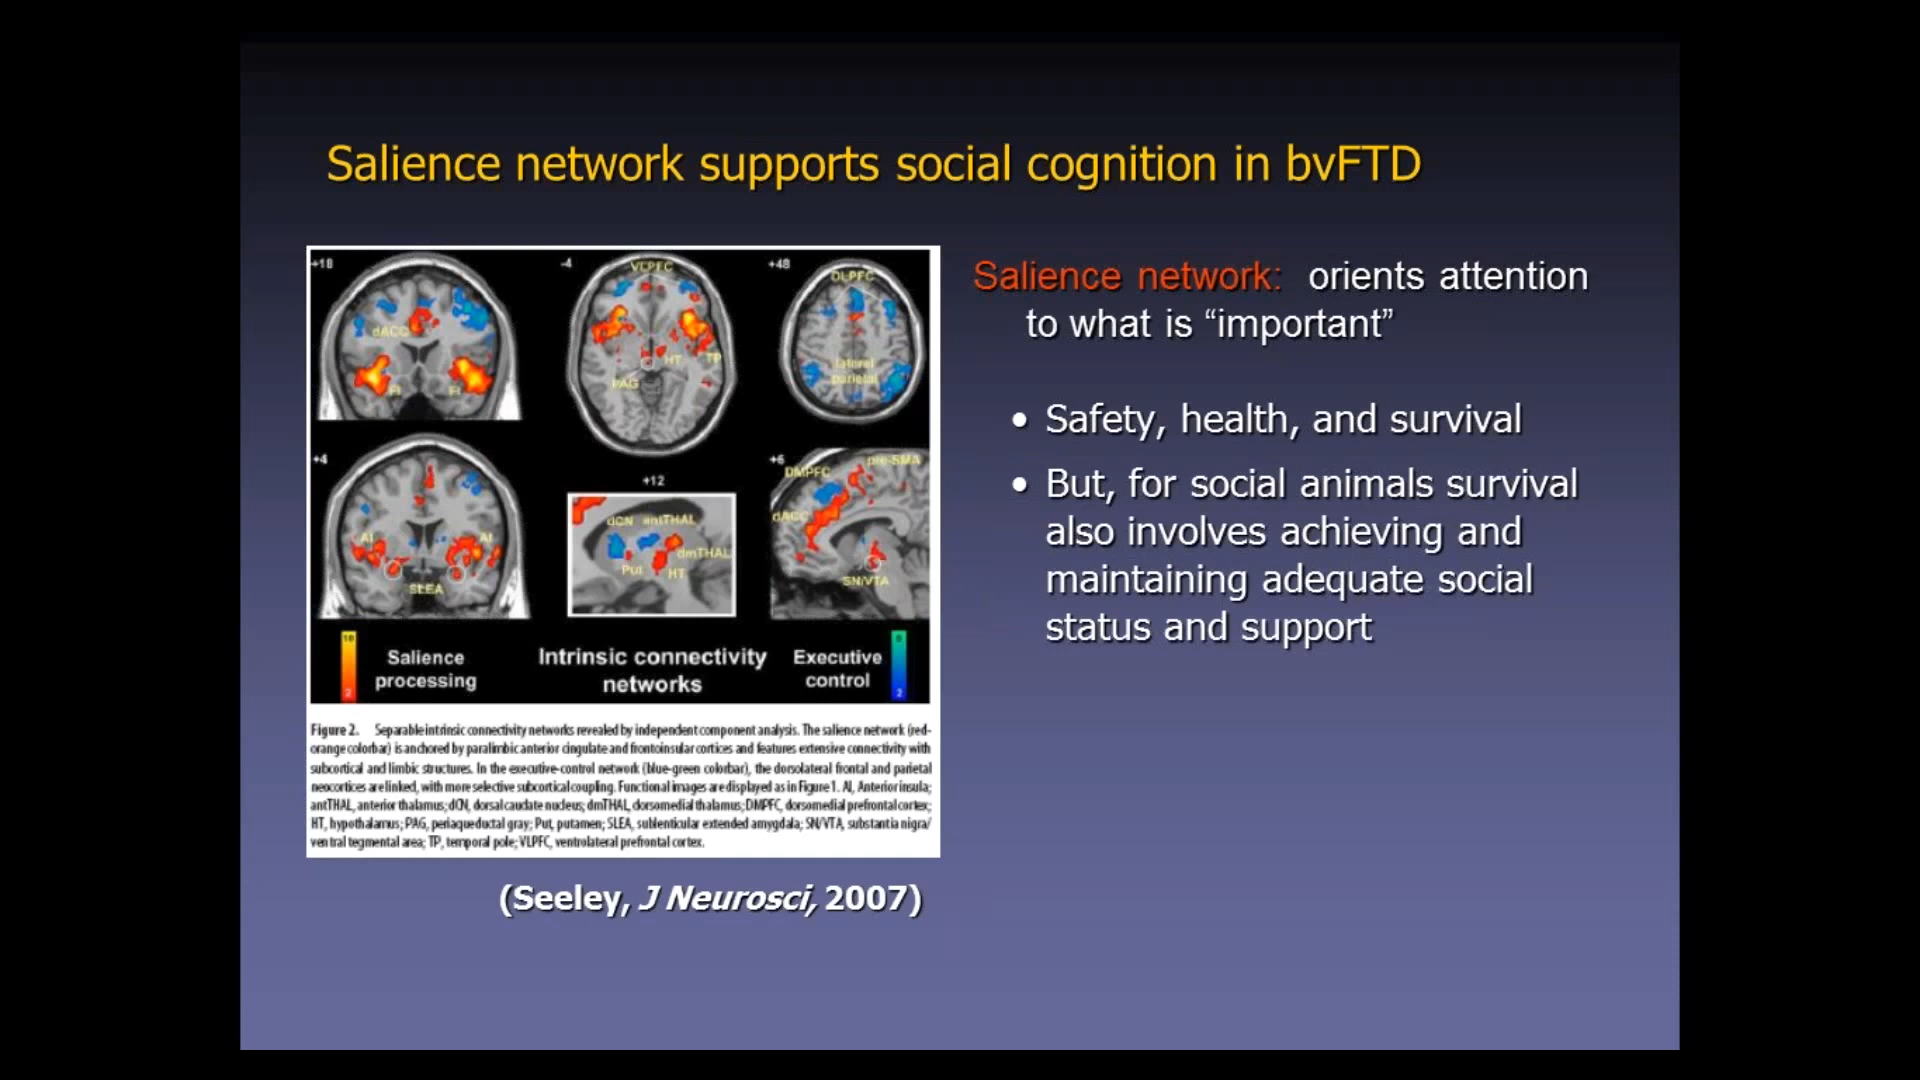 Salience network supports social cognition in bvFTD
+18
-4
VLPFC
+48
DLPFC
dACC
HT
TP
lateral
parietal
FI
FI
PAG
+4
+12
+6
pre-SMA
DMPFC
dCN antTHAL
dACC
AI
AI
dmTHAL
Put
HT
SN/VTA
SLEA
10
Salience
processing
2
Intrinsic connectivity
networks
Executive
control
2
Figure 2. Separable intrinsic connectivity networks revealed by independent component analysis. The salience network (red-
orange colorbar) is anchored by paralimbic anterior cingulate and frontoinsular cortices and features extensive connectivity with
subcortical and limbic structures. In the executive-control network (blue-green colorbar), the dorsolateral frontal and parietal
neocortices are linked, with more selective subcortical coupling. Functional images are displayed as in Figure 1. AI, Anterior insula;
antTHAL, anterior thalamus; dCN, dorsal caudate nucleus; dmTHAL, dorsomedial thalamus; DMPFC, dorsomedial prefrontal cortex;
HT, hypothalamus; PAG, periaqueductal gray; Put, putamen; SLEA, sublenticular extended amygdala; SN/VTA, substantia nigra/
ventral tegmental area; TP, temporal pole; VLPFC, ventrolateral prefrontal cortex.
(Seeley, J Neurosci, 2007)
Salience network: orients attention
to what is “important”
• Safety, health, and survival
• But, for social animals survival
also involves achieving and
maintaining adequate social
status and support